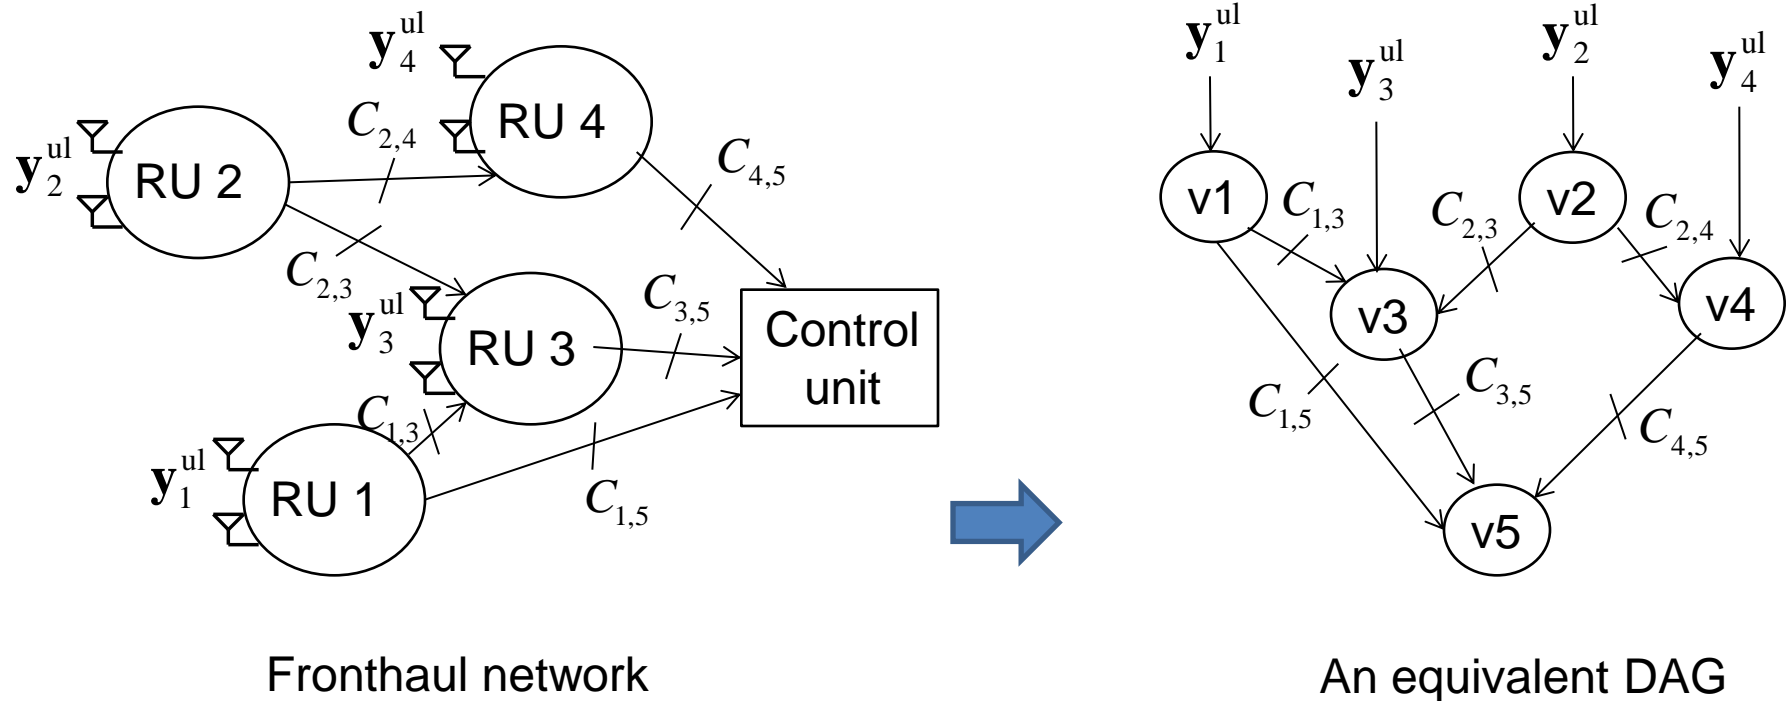 y_4^ul
C_2,4
RU 4
y_2^ul
RU 2
C_4,5
C_2,3
y_3^ul
RU 3
C_3,5
Control
unit
C_1,3
y_1^ul
RU 1
C_1,5
Fronthaul network
y_1^ul
y_3^ul
y_2^ul
y_4^ul
v1
C_1,3
C_2,3
v2
C_2,4
v3
v4
C_1,5
C_3,5
C_4,5
v5
An equivalent DAG